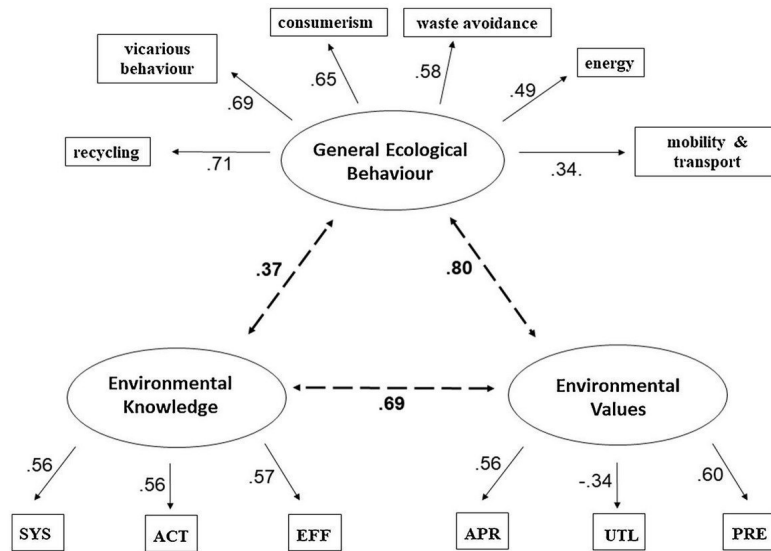 consumerism
waste avoidance
vicarious
behaviour
energy
.65
.58
.69
.49
recycling
.71
General Ecological
Behaviour
.34.
mobility &
transport
.37
.80
Environmental
Knowledge
.69
Environmental
Values
.56
.56
.57
.56
-.34
.60
SYS
ACT
EFF
APR
UTL
PRE